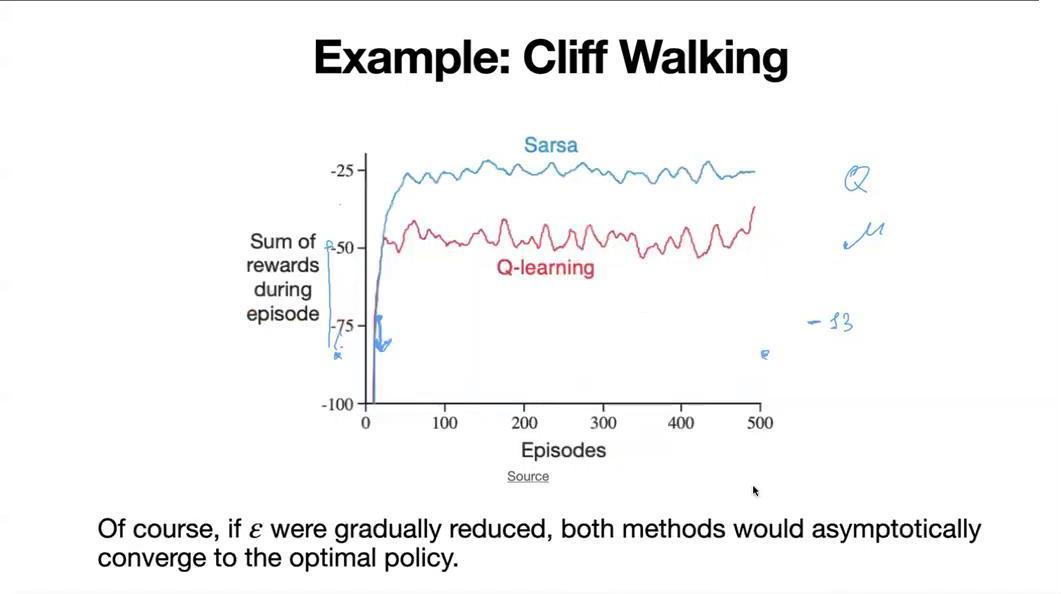 Example: Cliff Walking
Sarsa
-25
Q
Sum of
rewards
during
episode
-50
Q-learning
-75
- 13
-100
0 100 200 300 400 500
Episodes
Source
Of course, if ε were gradually reduced, both methods would asymptotically
converge to the optimal policy.